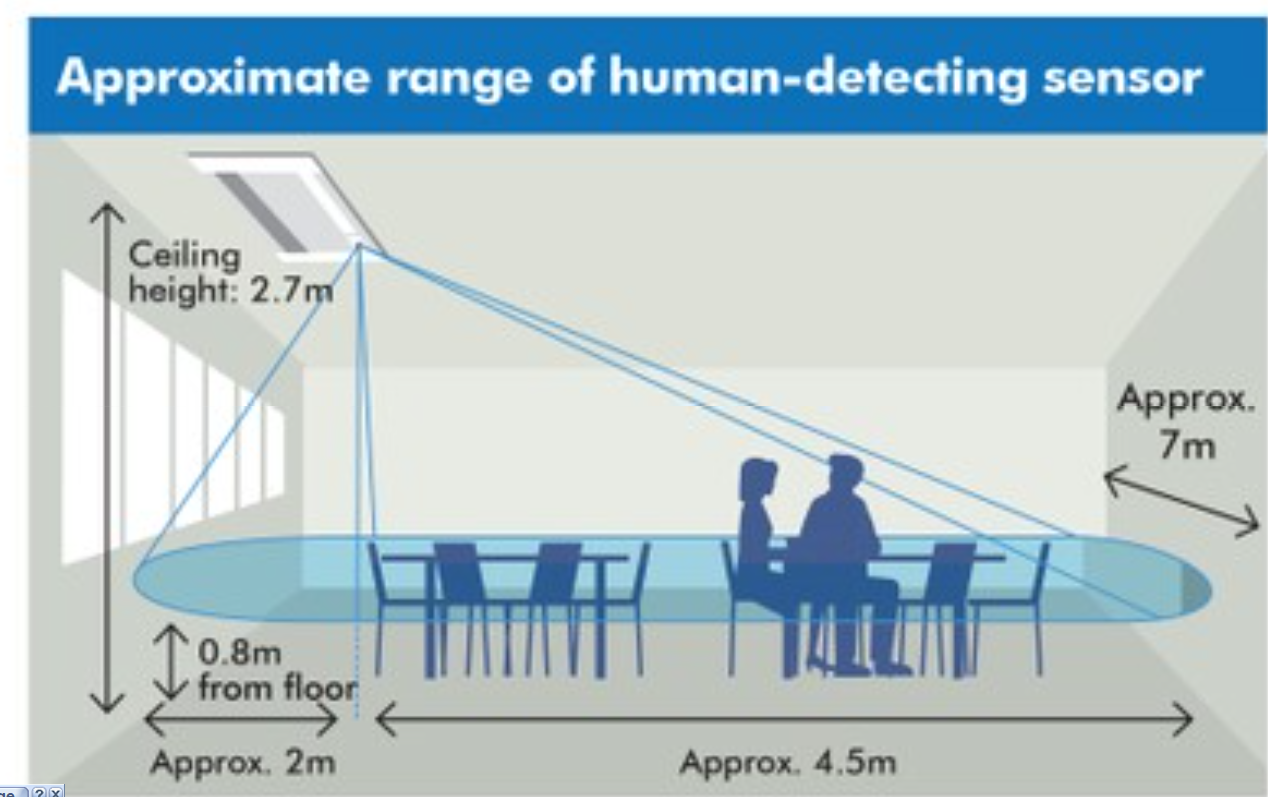 Approximate range of human-detecting sensor
Ceiling
height: 2.7m
Approx.
7m
0.8m
from floor
Approx. 2m
Approx. 4.5m